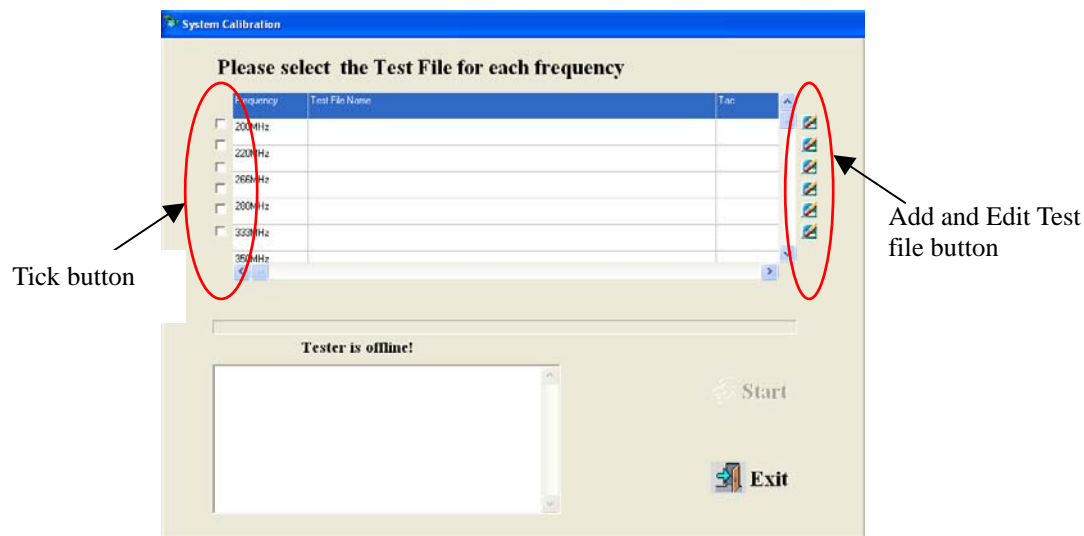 System Calibration
Please select the Test File for each frequency
Frequency Test File Name Tac
200MHz
220MHz
266MHz
280MHz
333MHz
350MHz
Tick button
Add and Edit Test
file button
Tester is offline!
Start
Exit